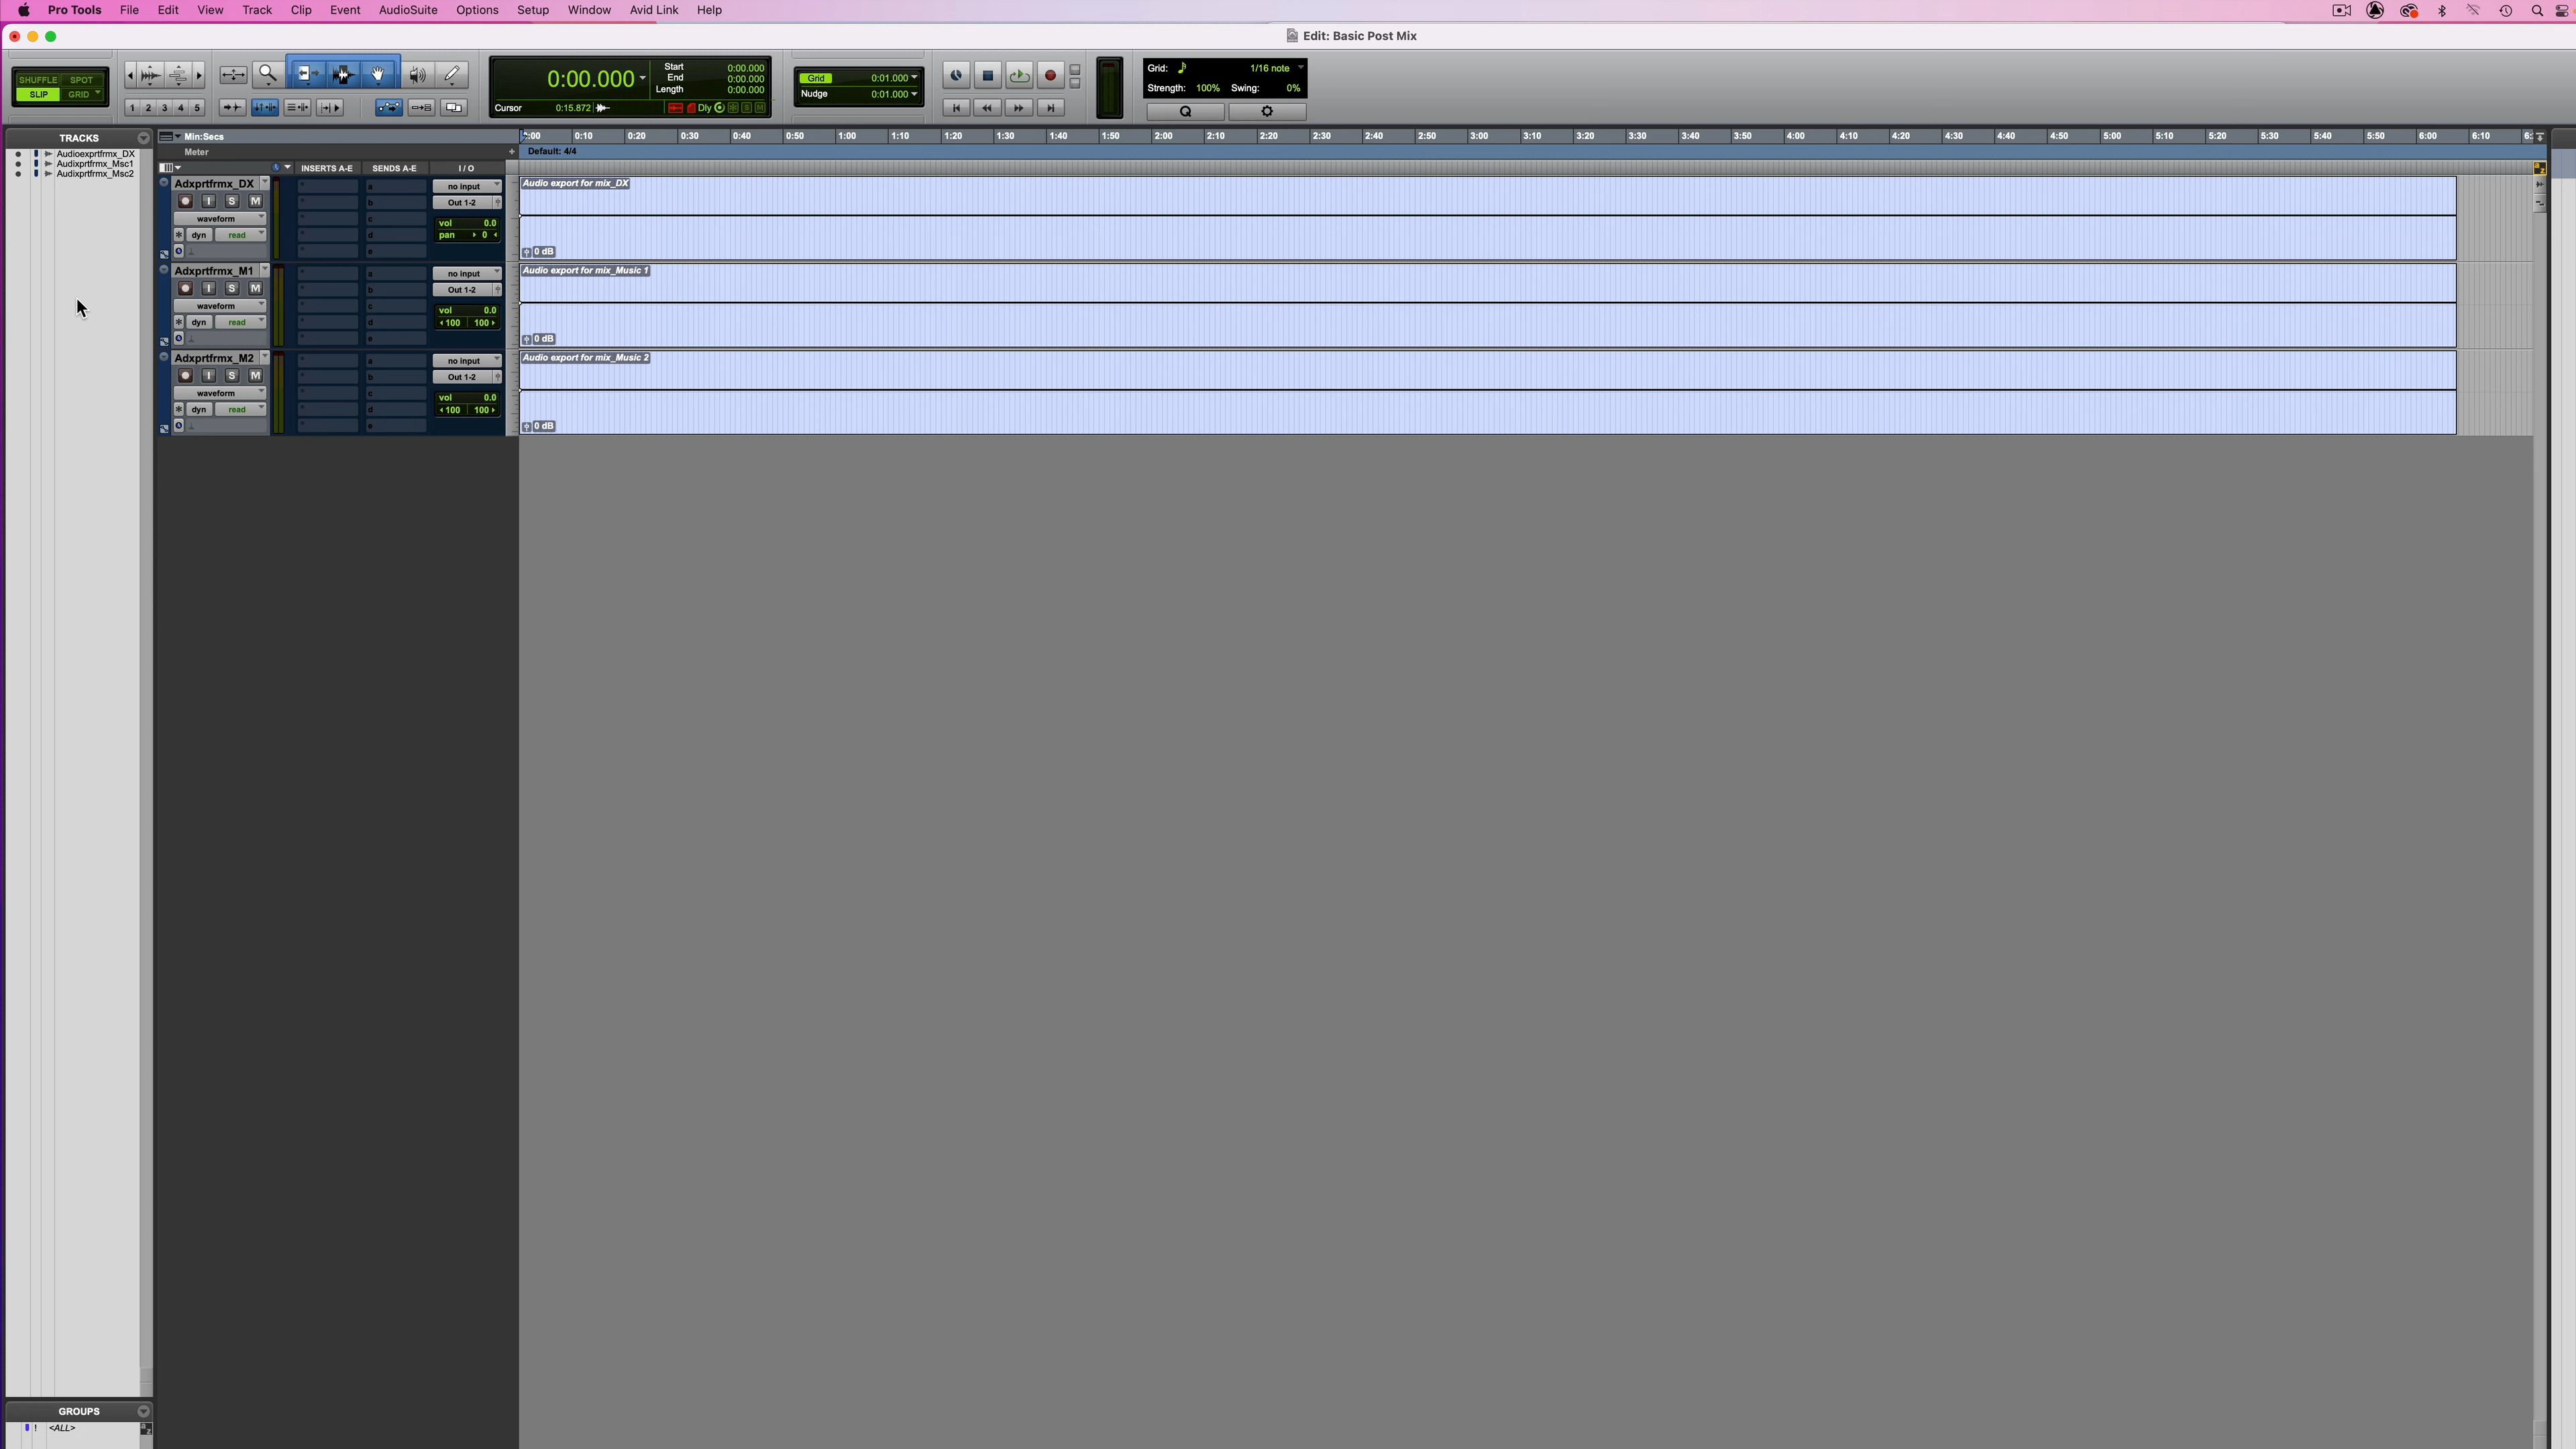 Pro Tools File Edit View Track Clip Event AudioSuite Options Setup Window Avid Link Help
Edit: Basic Post Mix
SHUFFLE SPOT
SLIP GRID
1 2 3 4 5
0:00.000
Start 0:00.000
End 0:00.000
Length 0:00.000
Cursor 0:15.872 Dly S M
Grid 0:01.000
Nudge 0:01.000
Grid: 1/16 note
Strength: 100% Swing: 0%
Q
TRACKS
Audioexprtfrmx_DX
Audixprtfrmx_Msc1
Audixprtfrmx_Msc2
Min:Secs
0:00 0:10 0:20 0:30 0:40 0:50 1:00 1:10 1:20 1:30 1:40 1:50 2:00 2:10 2:20 2:30 2:40 2:50 3:00 3:10 3:20 3:30 3:40 3:50 4:00 4:10 4:20 4:30 4:40 4:50 5:00 5:10 5:20 5:30 5:40 5:50 6:00 6:10 6:
Meter
Default: 4/4
INSERTS A-E SENDS A-E I / O
Adxprtfrmx_DX
I S M
waveform
dyn read
a
b
c
d
e
no input
Out 1-2
vol 0.0
pan 0
Audio export for mix_DX
0 dB
Adxprtfrmx_M1
I S M
waveform
dyn read
a
b
c
d
e
no input
Out 1-2
vol 0.0
100 100
Audio export for mix_Music 1
0 dB
Adxprtfrmx_M2
I S M
waveform
dyn read
a
b
c
d
e
no input
Out 1-2
vol 0.0
100 100
Audio export for mix_Music 2
0 dB
GROUPS
! <ALL>